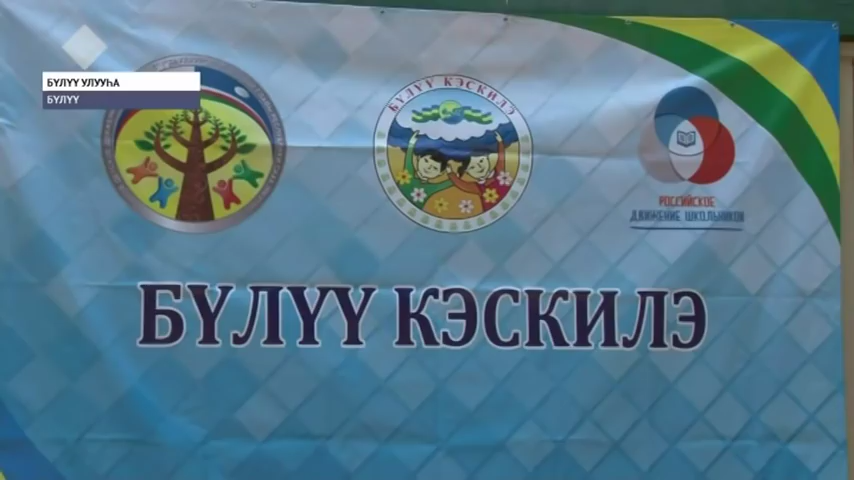 БҮЛҮҮ УЛУУҺА
БҮЛҮҮ
БҮЛҮҮ КЭСКИЛЭ
РОССИЙСКОЕ
ДВИЖЕНИЕ ШКОЛЬНИКОВ
БҮЛҮҮ КЭСКИЛЭ